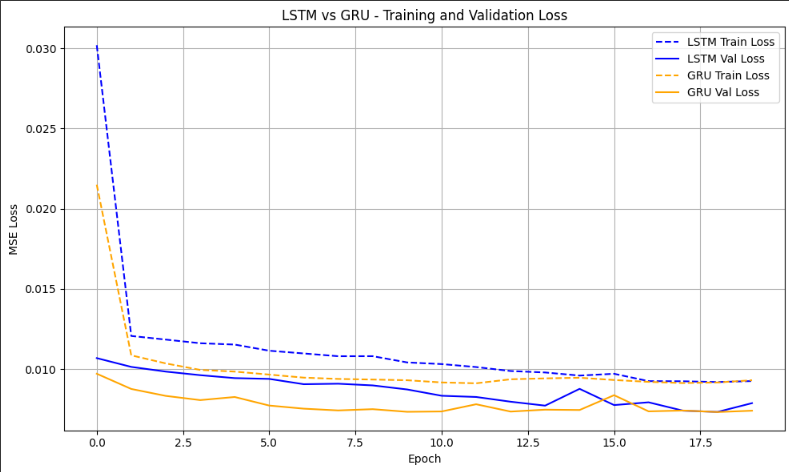 LSTM vs GRU - Training and Validation Loss
LSTM Train Loss
LSTM Val Loss
GRU Train Loss
GRU Val Loss
MSE Loss
0.030
0.025
0.020
0.015
0.010
0.0 2.5 5.0 7.5 10.0 12.5 15.0 17.5
Epoch